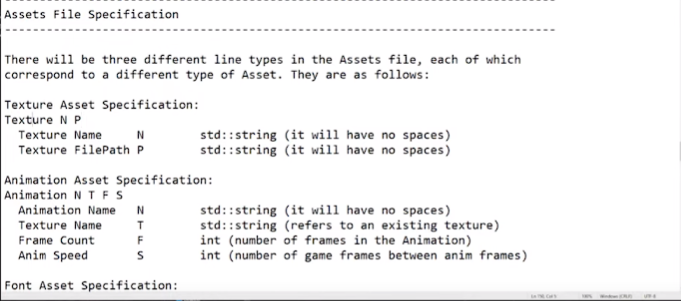 --------------------------------------------------------------------------------
Assets File Specification
--------------------------------------------------------------------------------
There will be three different line types in the Assets file, each of which
correspond to a different type of Asset. They are as follows:
Texture Asset Specification:
Texture N P
Texture Name N std::string (it will have no spaces)
Texture FilePath P std::string (it will have no spaces)
Animation Asset Specification:
Animation N T F S
Animation Name N std::string (it will have no spaces)
Texture Name T std::string (refers to an existing texture)
Frame Count F int (number of frames in the Animation)
Anim Speed S int (number of game frames between anim frames)
Font Asset Specification: